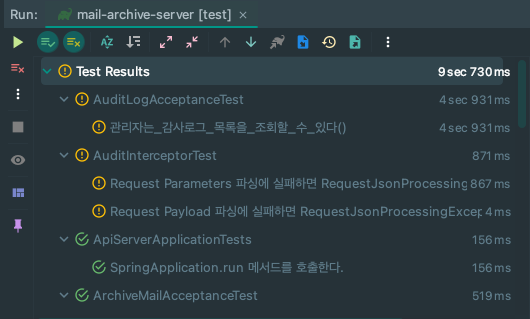 Run: mail-archive-server [test] ×
Test Results 9 sec 730 ms
AuditLogAcceptanceTest 4 sec 931 ms
관리자는_감사로그_목록을_조회할_수_있다() 4 sec 931 ms
AuditInterceptorTest 871 ms
Request Parameters 파싱에 실패하면 RequestJsonProcessing 867 ms
Request Payload 파싱에 실패하면 RequestJsonProcessingExcep 4 ms
ApiServerApplicationTests 156 ms
SpringApplication.run 메서드를 호출한다. 156 ms
ArchiveMailAcceptanceTest 519 ms